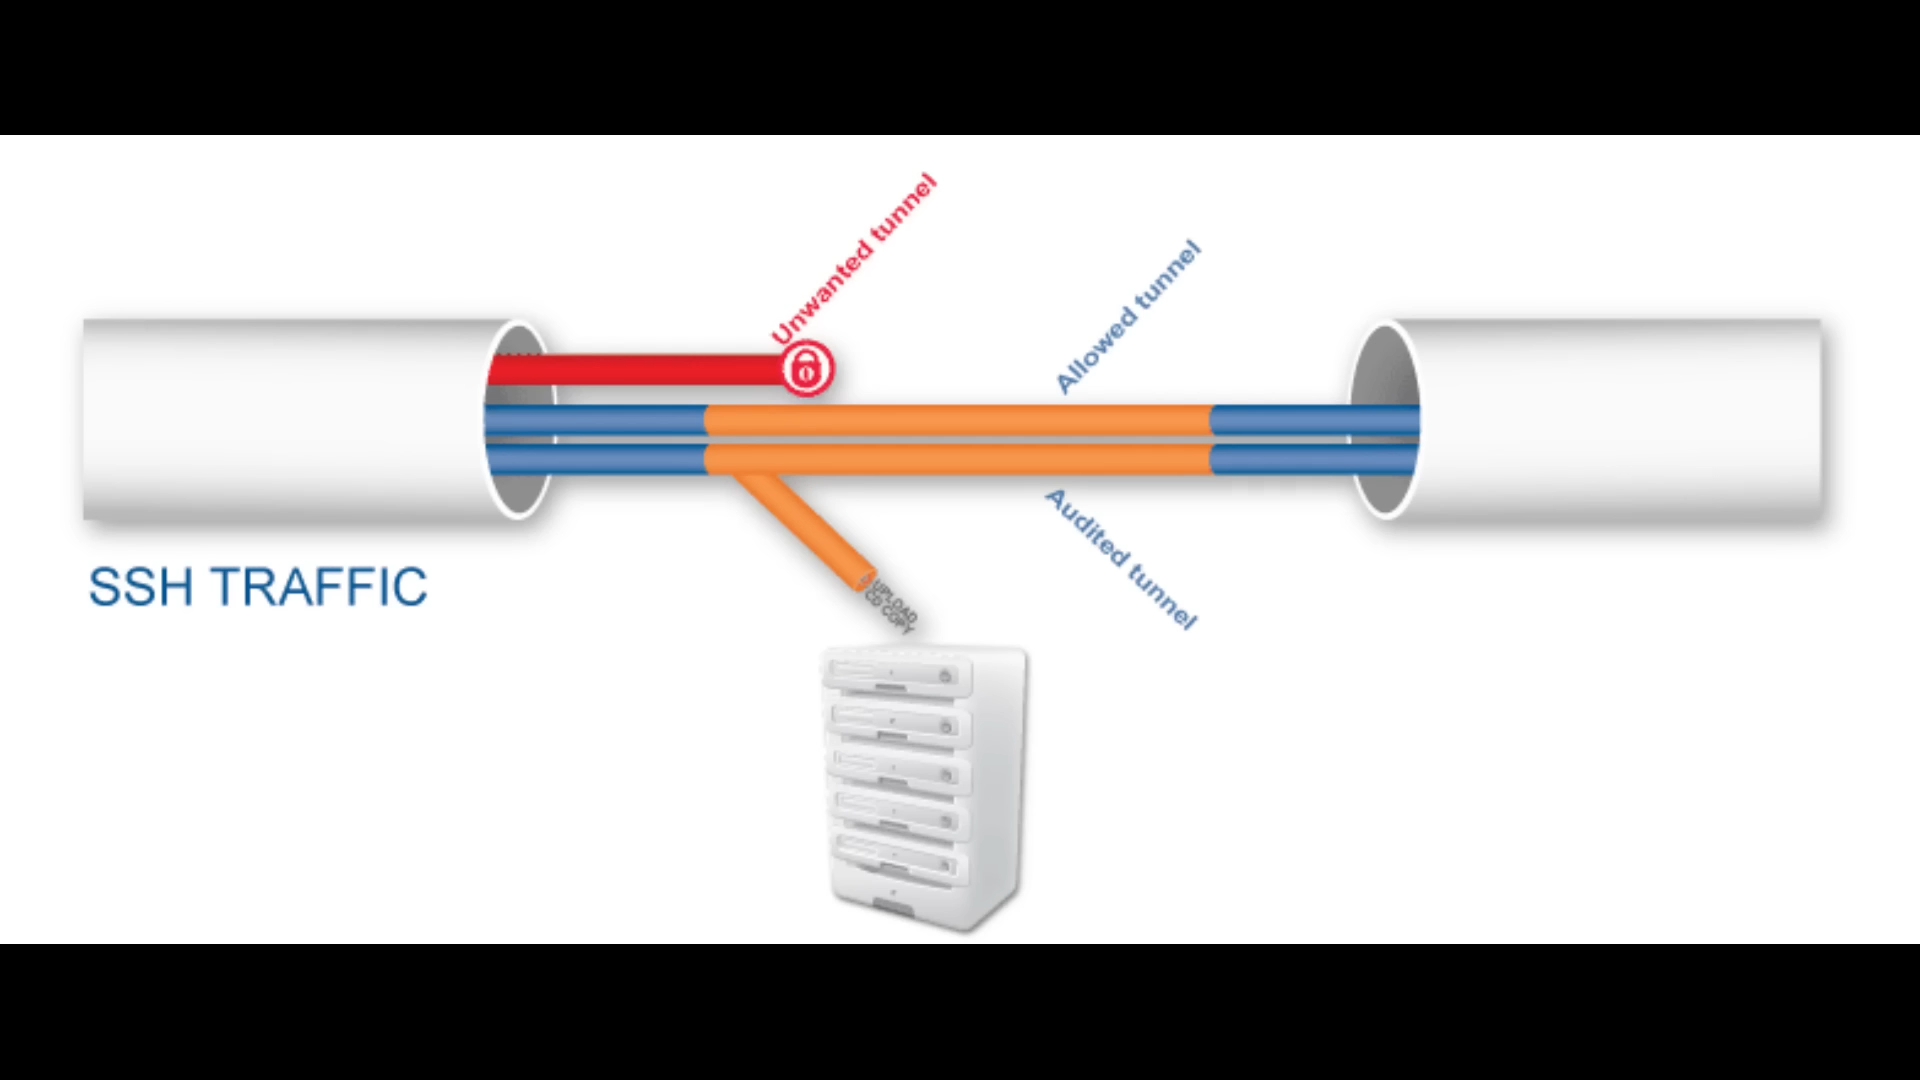 Unwanted tunnel
Allowed tunnel
SSH TRAFFIC
Audited tunnel
UPLOAD
CD COPY